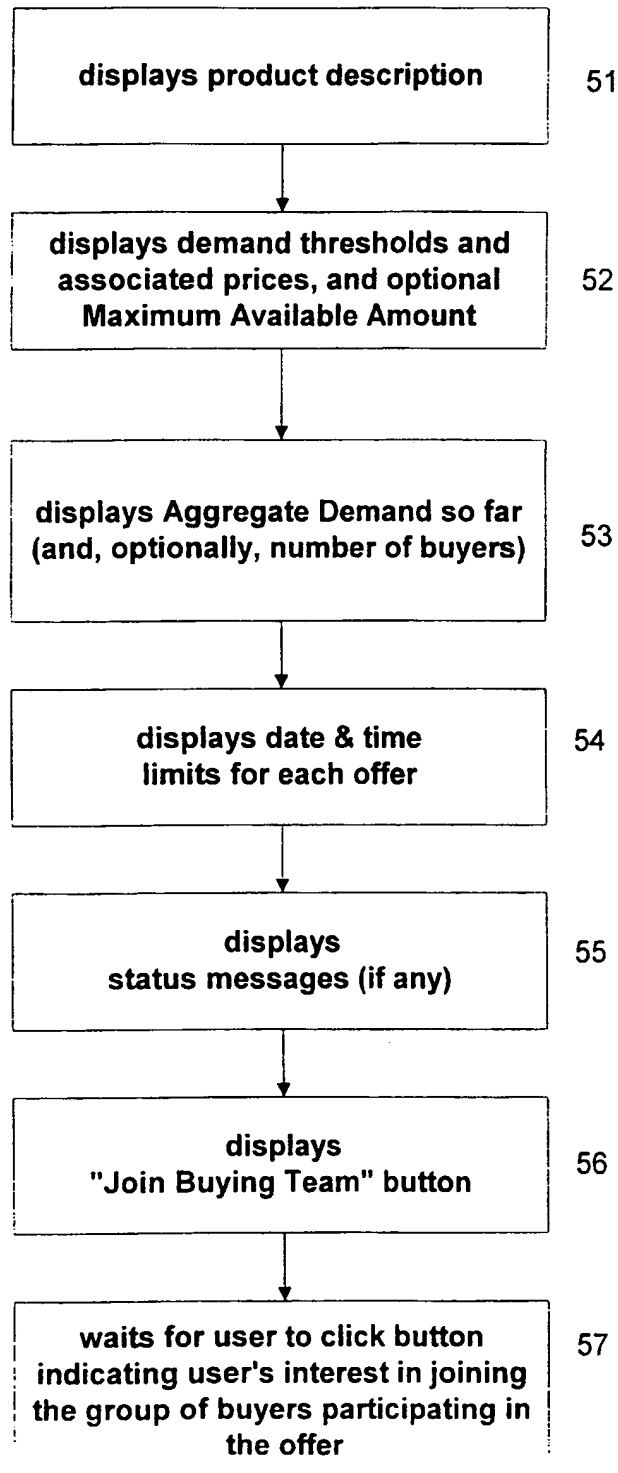 displays product description
51
displays demand thresholds and
associated prices, and optional
Maximum Available Amount
52
displays Aggregate Demand so far
(and, optionally, number of buyers)
53
displays date & time
limits for each offer
54
displays
status messages (if any)
55
displays
"Join Buying Team" button
56
waits for user to click button
indicating user's interest in joining
the group of buyers participating in
the offer
57